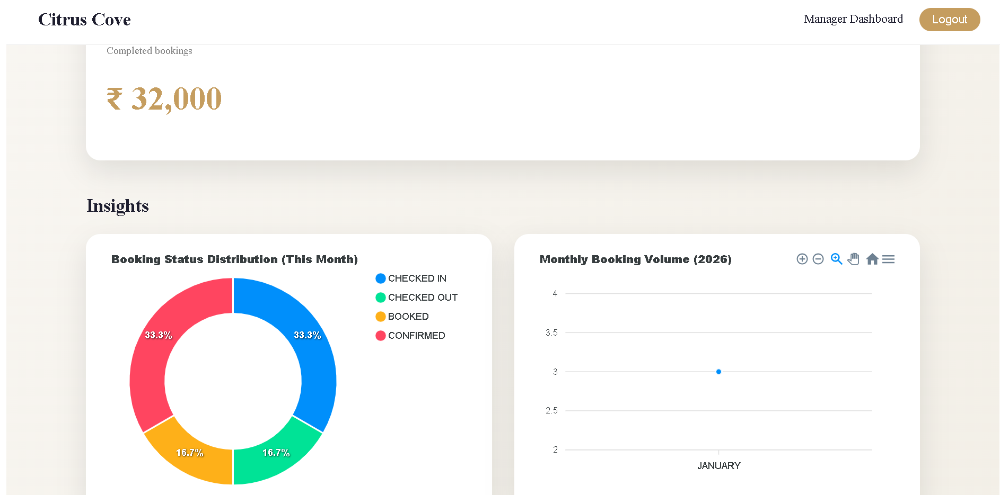 Citrus Cove
Manager Dashboard
Logout
Completed bookings
₹ 32,000
Insights
Booking Status Distribution (This Month)
CHECKED IN
CHECKED OUT
BOOKED
CONFIRMED
33.3%
33.3%
16.7%
16.7%
Monthly Booking Volume (2026)
4
3.5
3
2.5
2
JANUARY